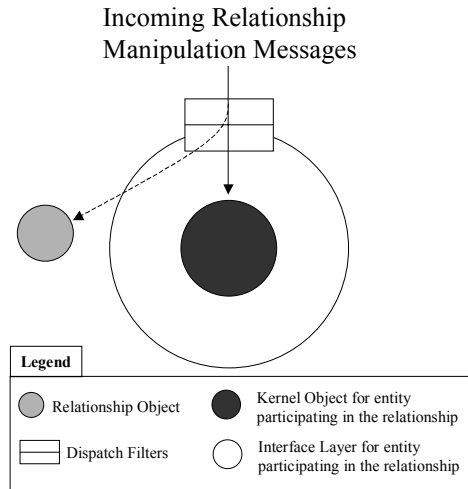 Incoming Relationship
Manipulation Messages
Legend
Relationship Object
Kernel Object for entity
participating in the relationship
Dispatch Filters
Interface Layer for entity
participating in the relationship